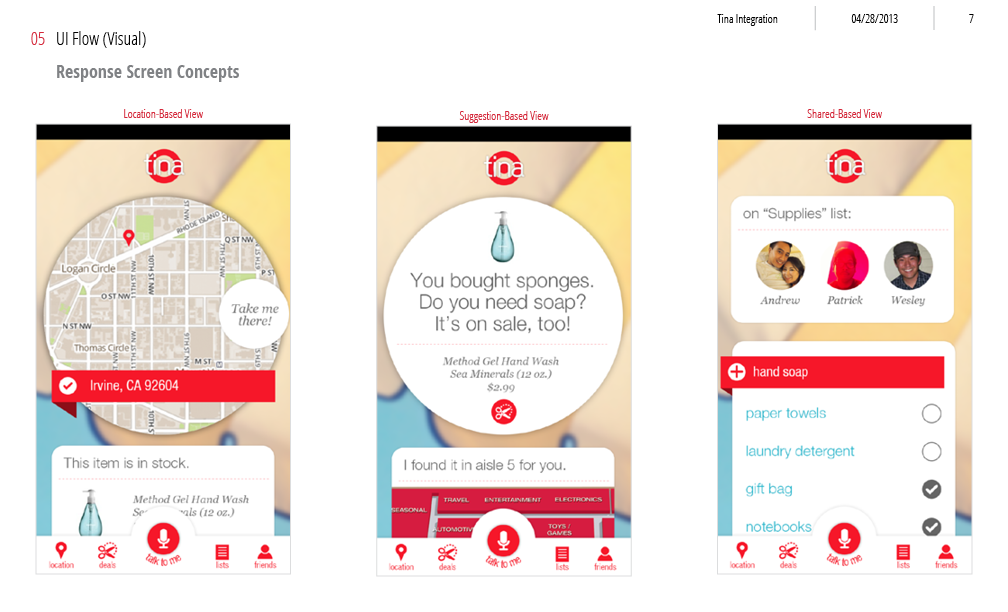 Tina Integration
04/28/2013
7
05 UI Flow (Visual)
Response Screen Concepts
Location-Based View
tina
RHODE ISLAND
Q ST NW
Logan Circle
P ST
O ST NW
N ST NW
Thomas Circle
M ST
11TH ST NW
10TH ST NW
Take me
there!
Irvine, CA 92604
This item is in stock.
Method Gel Hand Wash
Minerals (12 oz.)
location
deals
talk to me
lists
friends
Suggestion-Based View
tina
You bought sponges.
Do you need soap?
It's on sale, too!
Method Gel Hand Wash
Sea Minerals (12 oz.)
$2.99
I found it in aisle 5 for you.
SEASONAL
TRAVEL
ENTERTAINMENT
ELECTRONICS
AUTOMOTIV
TOYS /
GAMES
location
deals
talk to me
lists
friends
Shared-Based View
tina
on “Supplies” list:
Andrew
Patrick
Wesley
hand soap
paper towels
laundry detergent
gift bag
notebooks
location
deals
talk to me
lists
friends